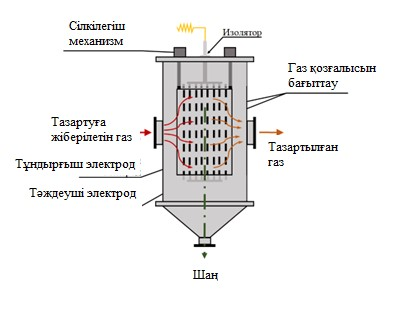 Сілкілегіш
механизм
Изолятор
Газ қозғалысын
бағыттау
Тазартуға
жіберілетін газ
Тазартылған
газ
Тұндырғыш электрод
Тәждеуші электрод
Шаң